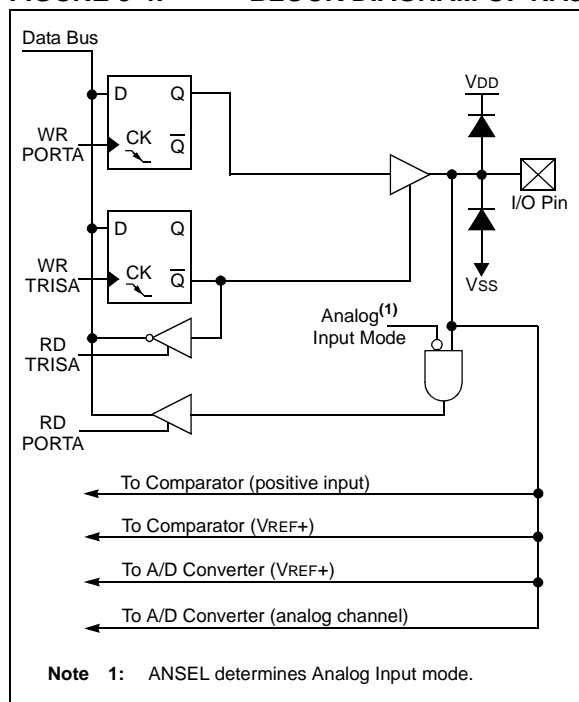 Data Bus
D Q
VDD
WR
PORTA
CK
Q
I/O Pin
D Q
WR
TRISA
CK
Q
VSS
Analog(1)
Input Mode
RD
TRISA
RD
PORTA
To Comparator (positive input)
To Comparator (VREF+)
To A/D Converter (VREF+)
To A/D Converter (analog channel)
Note 1: ANSEL determines Analog Input mode.